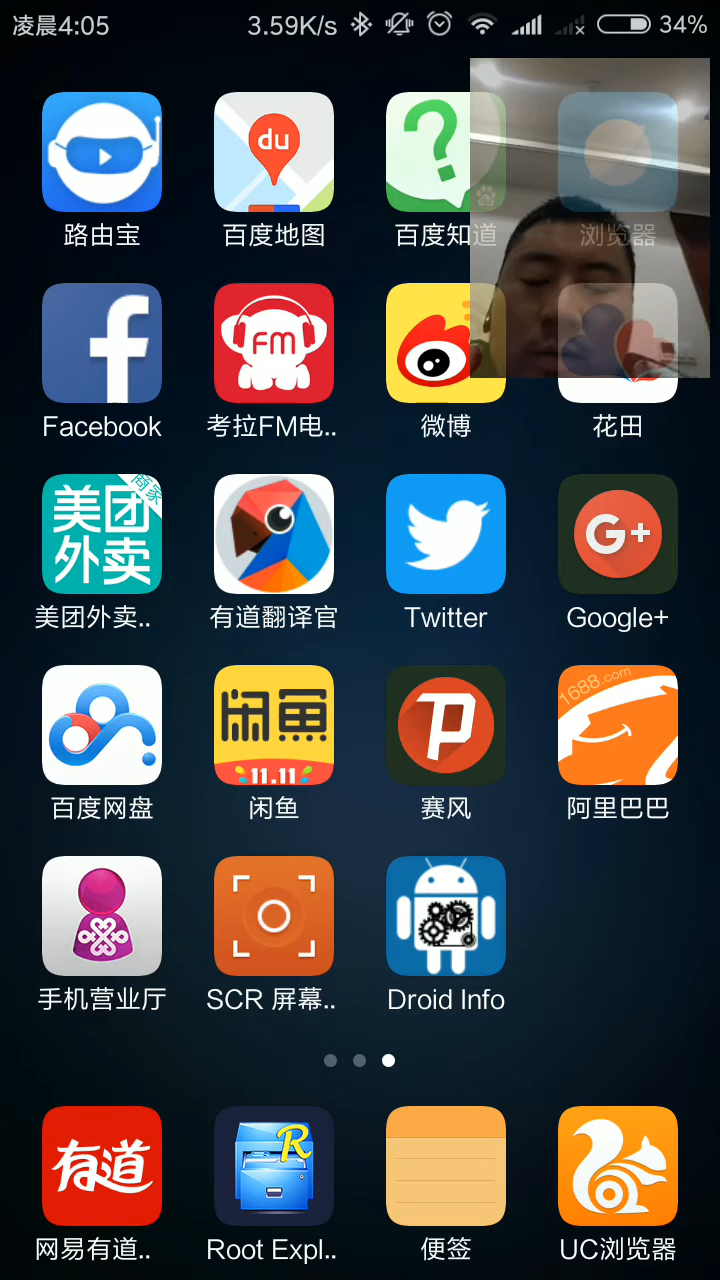 凌晨4:05 3.59K/s 34%
du
路由宝 百度地图 百度知道 浏览器
f FM
Facebook 考拉FM电.. 微博 花田
美团 商家
外卖
G+
美团外卖.. 有道翻译官 Twitter Google+
闲鱼 1688.com
11.11 P
百度网盘 闲鱼 赛风 阿里巴巴
手机营业厅 SCR 屏幕.. Droid Info
有道 R
网易有道.. Root Expl.. 便签 UC浏览器